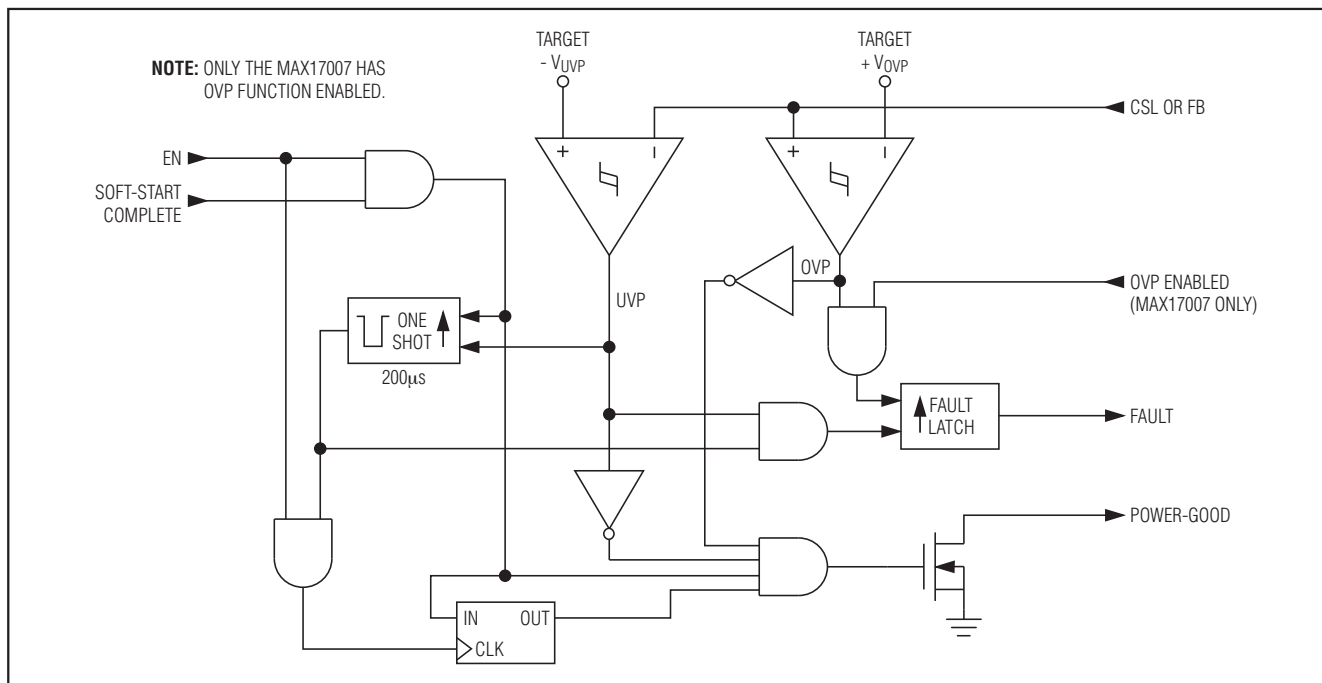 NOTE: ONLY THE MAX17007 HAS
OVP FUNCTION ENABLED.
TARGET
- VUVP
TARGET
+ VOVP
CSL OR FB
+
−
+
−
EN
SOFT-START
COMPLETE
OVP
OVP ENABLED
(MAX17007 ONLY)
UVP
ONE
SHOT
200µs
FAULT
LATCH
FAULT
POWER-GOOD
IN
OUT
CLK